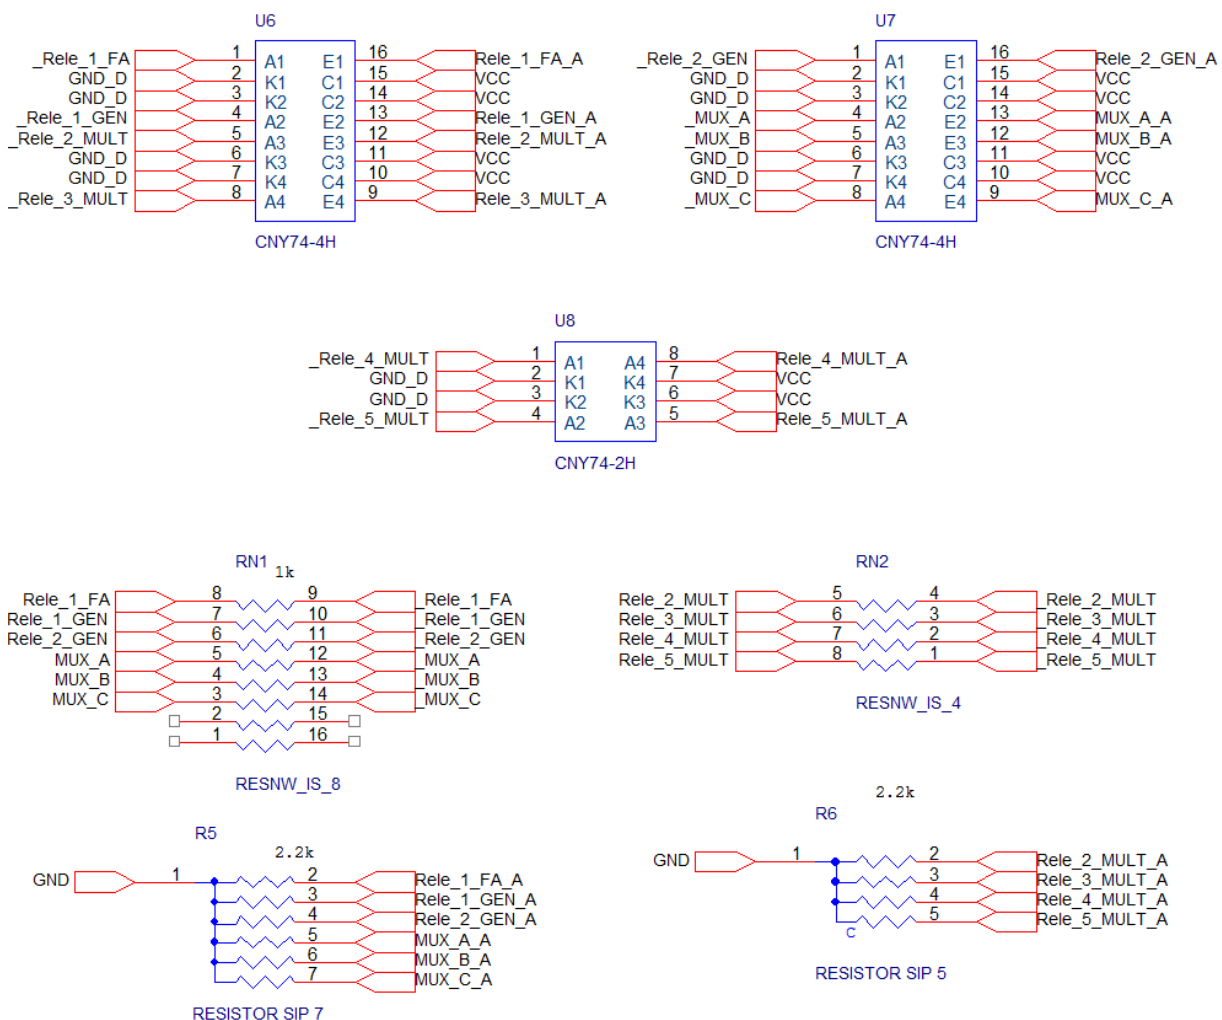 U6
_Rele_1_FA 1 A1 E1 16 Rele_1_FA_A
GND_D 2 K1 C1 15 VCC
GND_D 3 K2 C2 14 VCC
_Rele_1_GEN 4 A2 E2 13 Rele_1_GEN_A
_Rele_2_MULT 5 A3 E3 12 Rele_2_MULT_A
GND_D 6 K3 C3 11 VCC
GND_D 7 K4 C4 10 VCC
_Rele_3_MULT 8 A4 E4 9 Rele_3_MULT_A
CNY74-4H
U7
_Rele_2_GEN 1 A1 E1 16 Rele_2_GEN_A
GND_D 2 K1 C1 15 VCC
GND_D 3 K2 C2 14 VCC
_MUX_A 4 A2 E2 13 MUX_A_A
_MUX_B 5 A3 E3 12 MUX_B_A
GND_D 6 K3 C3 11 VCC
GND_D 7 K4 C4 10 VCC
_MUX_C 8 A4 E4 9 MUX_C_A
CNY74-4H
U8
_Rele_4_MULT 1 A1 A4 8 Rele_4_MULT_A
GND_D 2 K1 K4 7 VCC
GND_D 3 K2 K3 6 VCC
_Rele_5_MULT 4 A2 A3 5 Rele_5_MULT_A
CNY74-2H
RN1
1k
Rele_1_FA 8 9 _Rele_1_FA
Rele_1_GEN 7 10 _Rele_1_GEN
Rele_2_GEN 6 11 _Rele_2_GEN
MUX_A 5 12 _MUX_A
MUX_B 4 13 _MUX_B
MUX_C 3 14 _MUX_C
2 15
1 16
RESNW_IS_8
RN2
Rele_2_MULT 5 4 _Rele_2_MULT
Rele_3_MULT 6 3 _Rele_3_MULT
Rele_4_MULT 7 2 _Rele_4_MULT
Rele_5_MULT 8 1 _Rele_5_MULT
RESNW_IS_4
R5
2.2k
GND 1 2 Rele_1_FA_A
3 Rele_1_GEN_A
4 Rele_2_GEN_A
5 MUX_A_A
6 MUX_B_A
7 MUX_C_A
RESISTOR SIP 7
2.2k
R6
GND 1 2 Rele_2_MULT_A
3 Rele_3_MULT_A
4 Rele_4_MULT_A
5 Rele_5_MULT_A
C
RESISTOR SIP 5